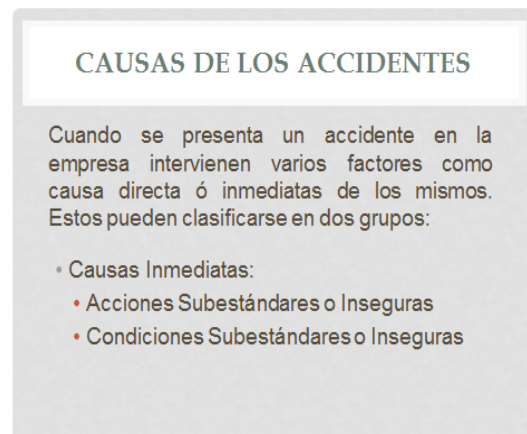 CAUSAS DE LOS ACCIDENTES
Cuando se presenta un accidente en la
empresa intervienen varios factores como
causa directa ó inmediatas de los mismos.
Estos pueden clasificarse en dos grupos:
• Causas Inmediatas:
• Acciones Subestándares o Inseguras
• Condiciones Subestándares o Inseguras